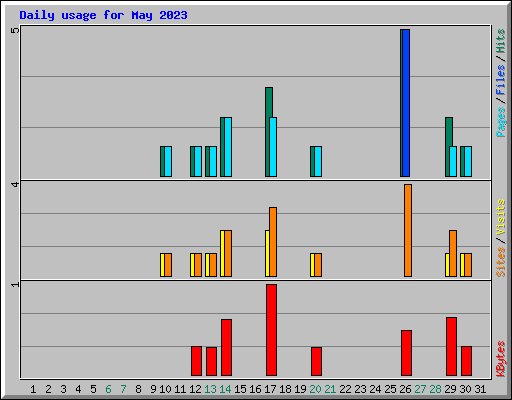 Daily usage for May 2023
5
4
1
Pages / Files / Hits
Sites / Visits
KBytes
1 2 3 4 5 6 7 8 9 10 11 12 13 14 15 16 17 18 19 20 21 22 23 24 25 26 27 28 29 30 31